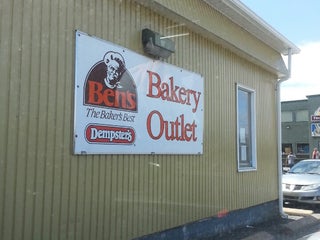 Ben's
The Baker's Best
Dempster's
Bakery
Outlet